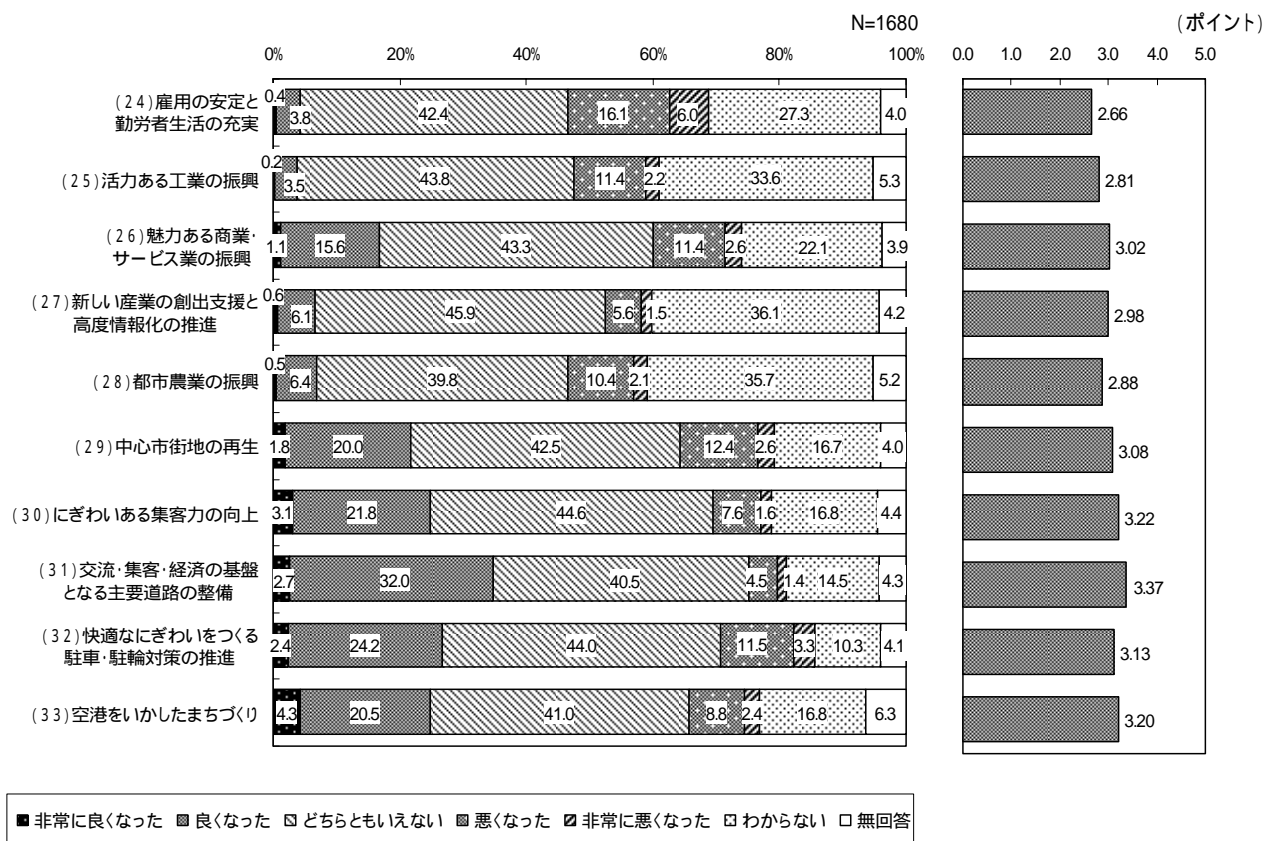 N=1680
(ポイント)
0% 20% 40% 60% 80% 100%
0.0 1.0 2.0 3.0 4.0 5.0
(24)雇用の安定と
勤労者生活の充実
0.4 3.8 42.4 16.1 6.0 27.3 4.0
2.66
(25)活力ある工業の振興
0.2 3.5 43.8 11.4 2.2 33.6 5.3
2.81
(26)魅力ある商業・
サービス業の振興
1.1 15.6 43.3 11.4 2.6 22.1 3.9
3.02
(27)新しい産業の創出支援と
高度情報化の推進
0.6 6.1 45.9 5.6 1.5 36.1 4.2
2.98
(28)都市農業の振興
0.5 6.4 39.8 10.4 2.1 35.7 5.2
2.88
(29)中心市街地の再生
1.8 20.0 42.5 12.4 2.6 16.7 4.0
3.08
(30)にぎわいある集客力の向上
3.1 21.8 44.6 7.6 1.6 16.8 4.4
3.22
(31)交流・集客・経済の基盤
となる主要道路の整備
2.7 32.0 40.5 4.5 1.4 14.5 4.3
3.37
(32)快適なにぎわいをつくる
駐車・駐輪対策の推進
2.4 24.2 44.0 11.5 3.3 10.3 4.1
3.13
(33)空港をいかしたまちづくり
4.3 20.5 41.0 8.8 2.4 16.8 6.3
3.20
非常に良くなった 良くなった どちらともいえない 悪くなった 非常に悪くなった わからない 無回答